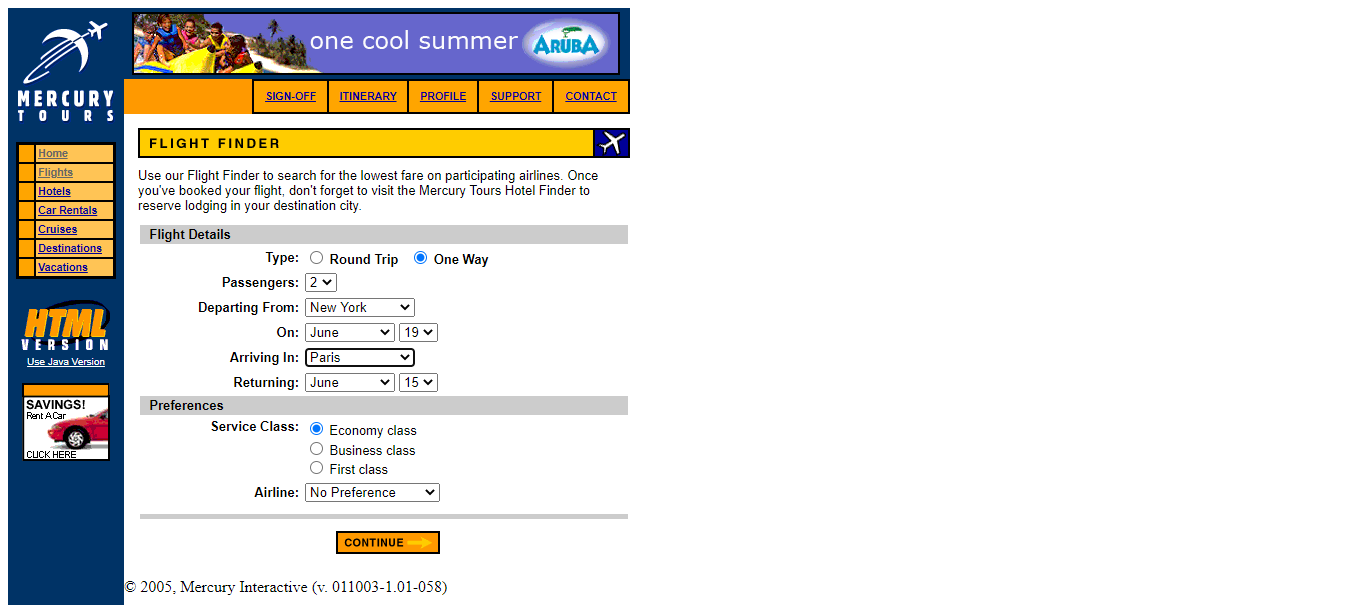 MERCURY
TOURS
one cool summer
ARUBA
SIGN-OFF ITINERARY PROFILE SUPPORT CONTACT
Home
Flights
Hotels
Car Rentals
Cruises
Destinations
Vacations
HTML
VERSION
Use Java Version
SAVINGS!
Rent A Car
CLICK HERE
FLIGHT FINDER
Use our Flight Finder to search for the lowest fare on participating airlines. Once
you've booked your flight, don't forget to visit the Mercury Tours Hotel Finder to
reserve lodging in your destination city.
Flight Details
Type: Round Trip One Way
Passengers: 2
Departing From: New York
On: June 19
Arriving In: Paris
Returning: June 15
Preferences
Service Class: Economy class
Business class
First class
Airline: No Preference
CONTINUE
© 2005, Mercury Interactive (v. 011003-1.01-058)